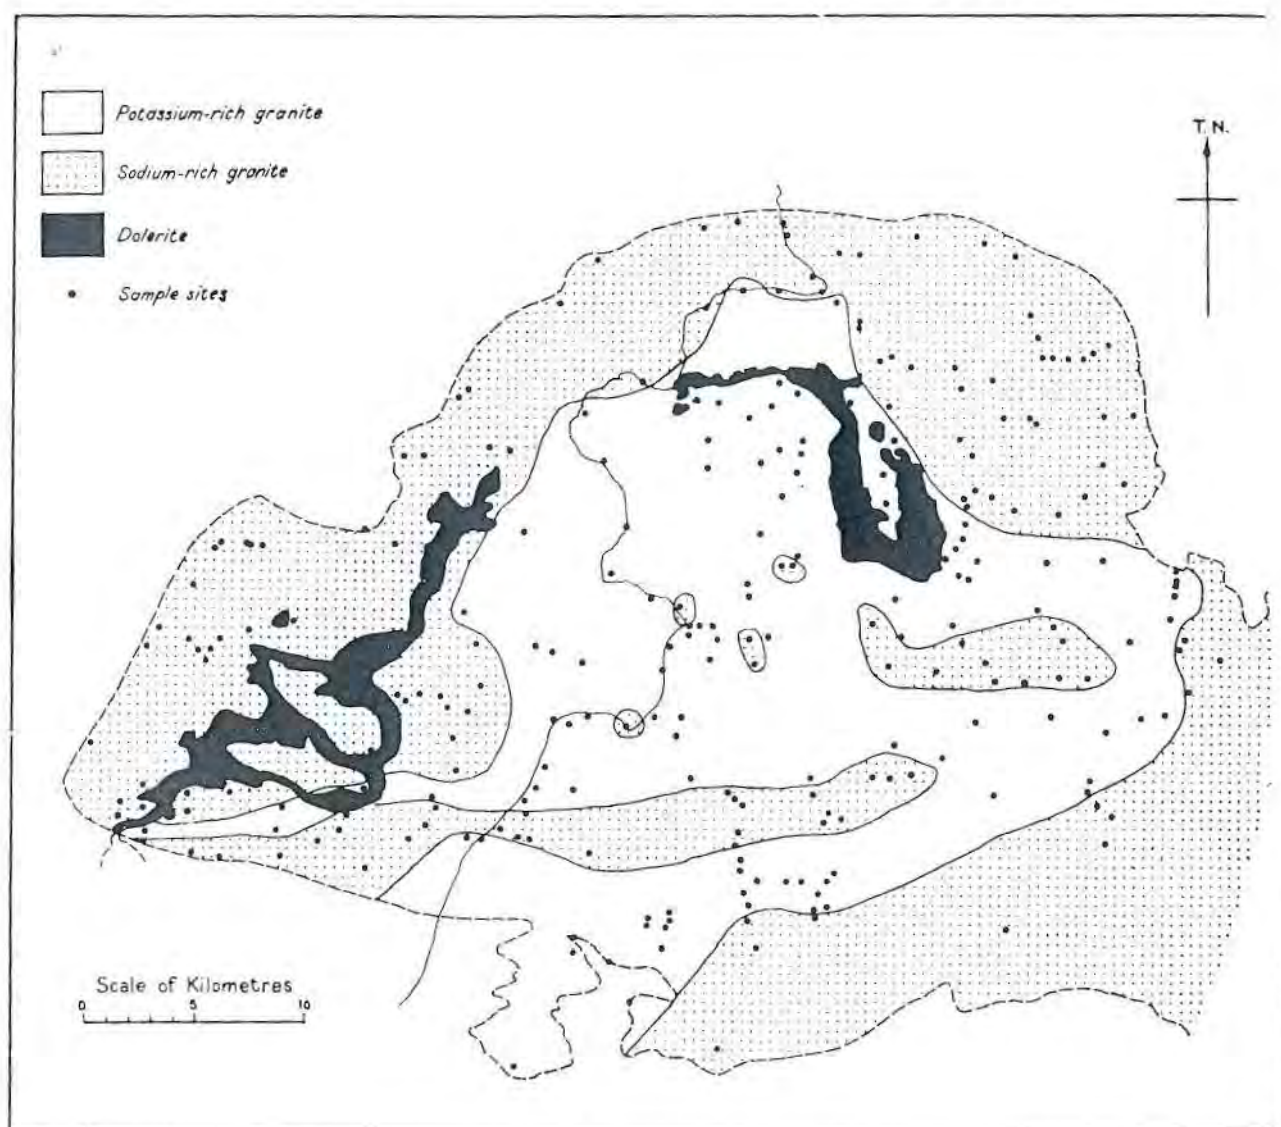 Potassium-rich granite
Sodium-rich granite
Dolerite
Sample sites
T. N.
Scale of Kilometres
0 5 10